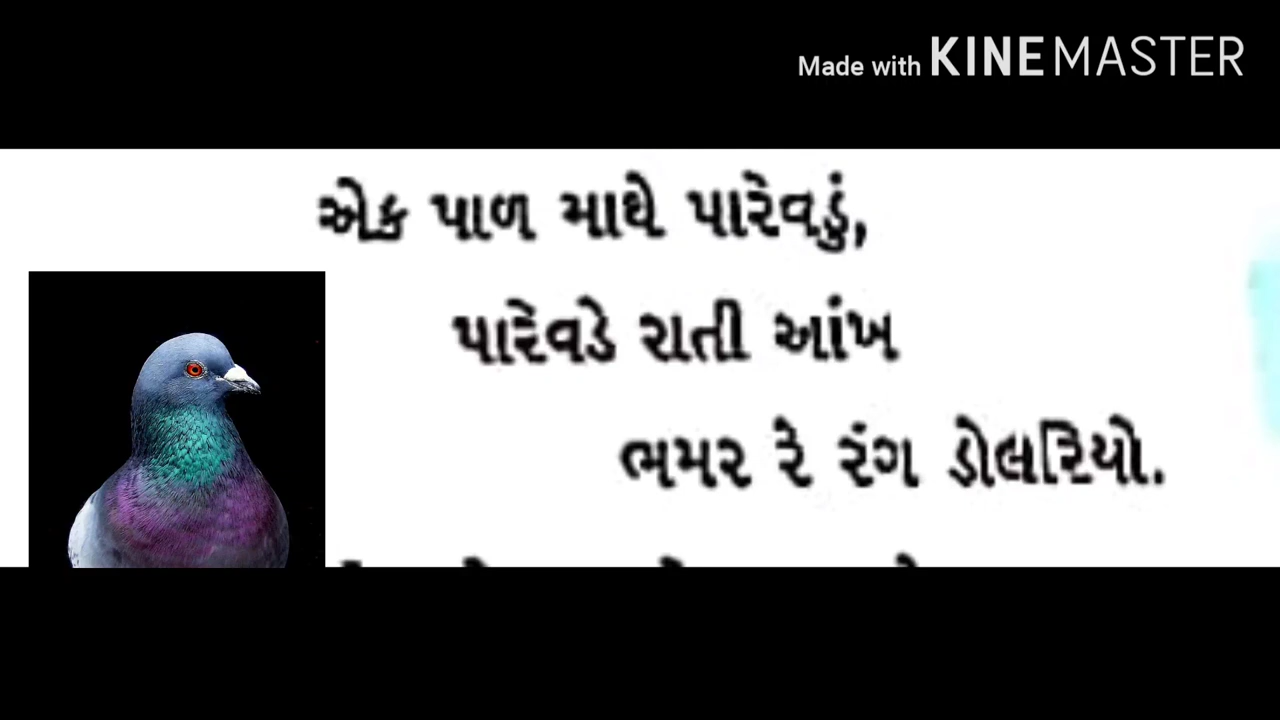 Made with KINEMASTER
એક પાળ માથે પારેવડું,
પારેવડે રાતી આંખ
ભમર રે રંગ ડોલરિયો.